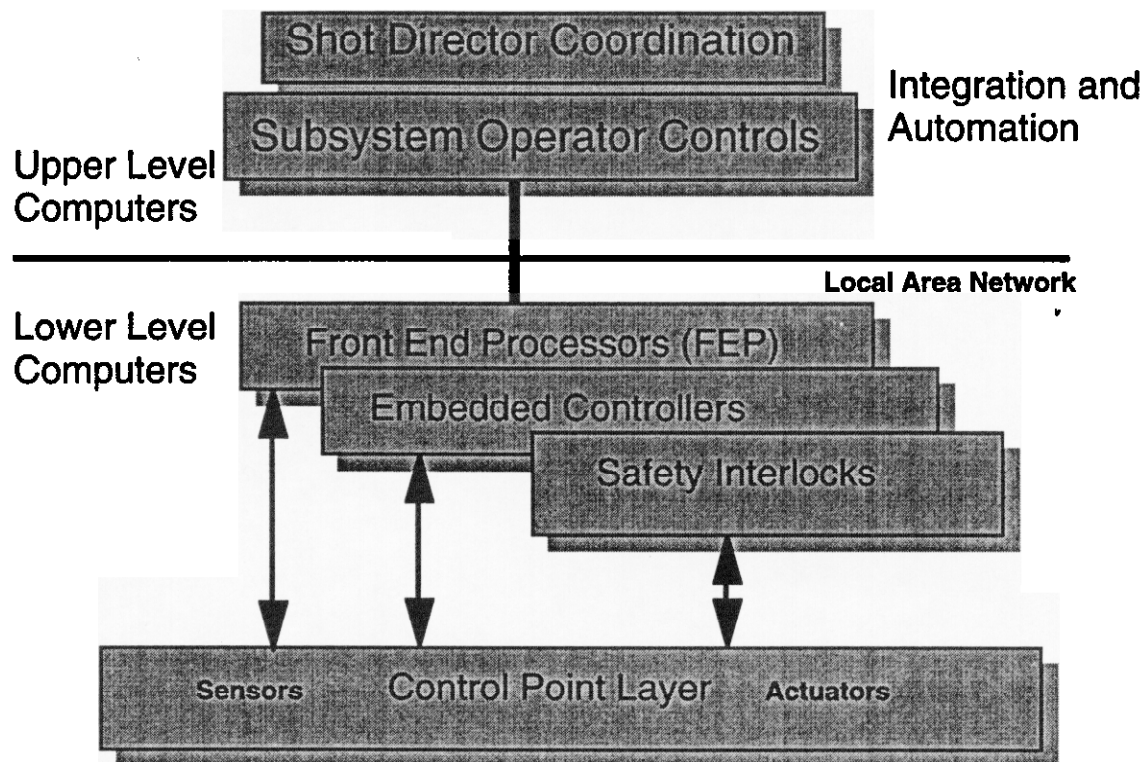 Shot Director Coordination
Integration and
Automation
Subsystem Operator Controls
Upper Level
Computers
Local Area Network
Lower Level
Computers
Front End Processors (FEP)
Embedded Controllers
Safety Interlocks
Sensors
Control Point Layer
Actuators